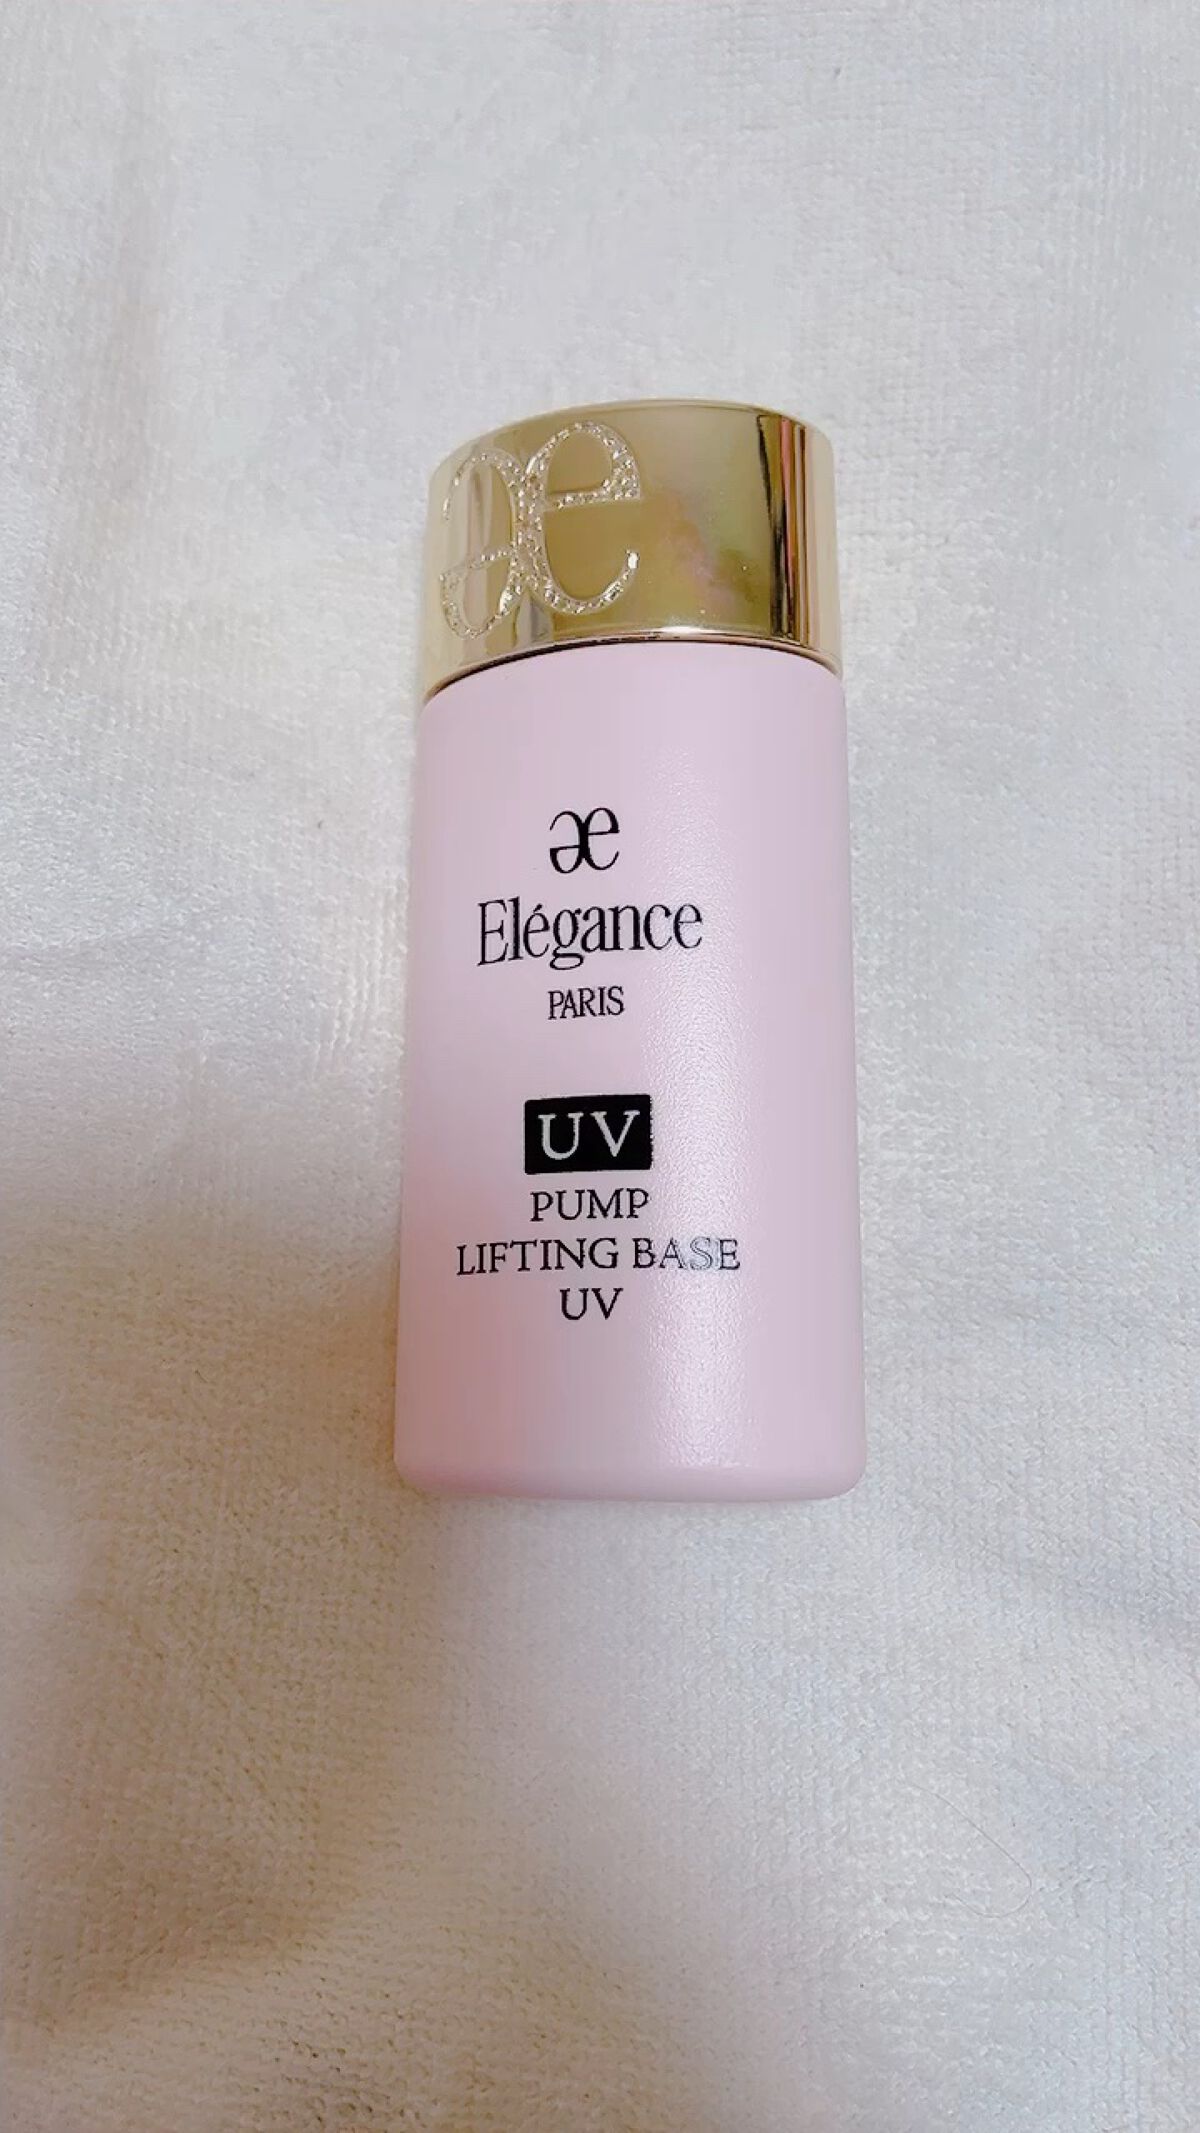 æ
æ
Elégance
PARIS
UV
PUMP
LIFTING BASE
UV